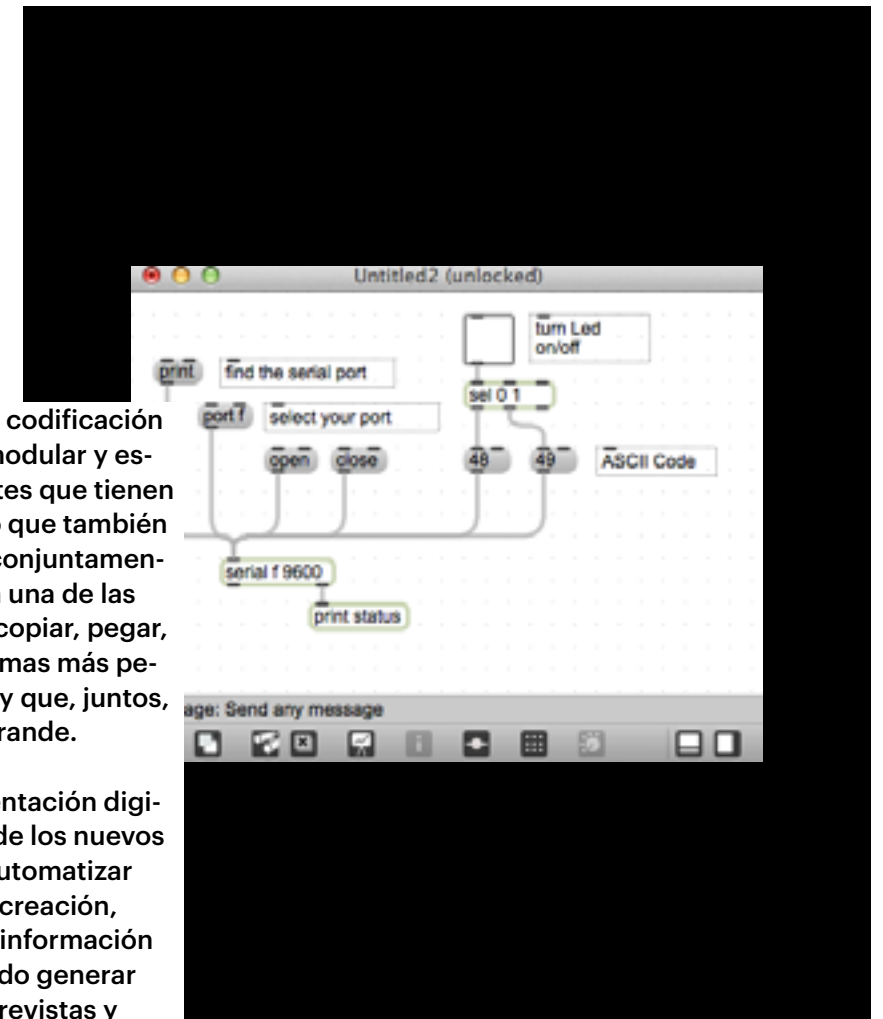 Untitled2 (unlocked)
turn Led
on/off
print
find the serial port
sel 0 1
port f
select your port
open
close
48
49
ASCII Code
serial f 9600
print status
age: Send any message
codificación
nodular y es-
tes que tienen
o que también
conjuntamen-
una de las
copiar, pegar,
mas más pe-
y que, juntos,
rande.
entación digi-
de los nuevos
utomatizar
creación,
información
do generar
revistas y